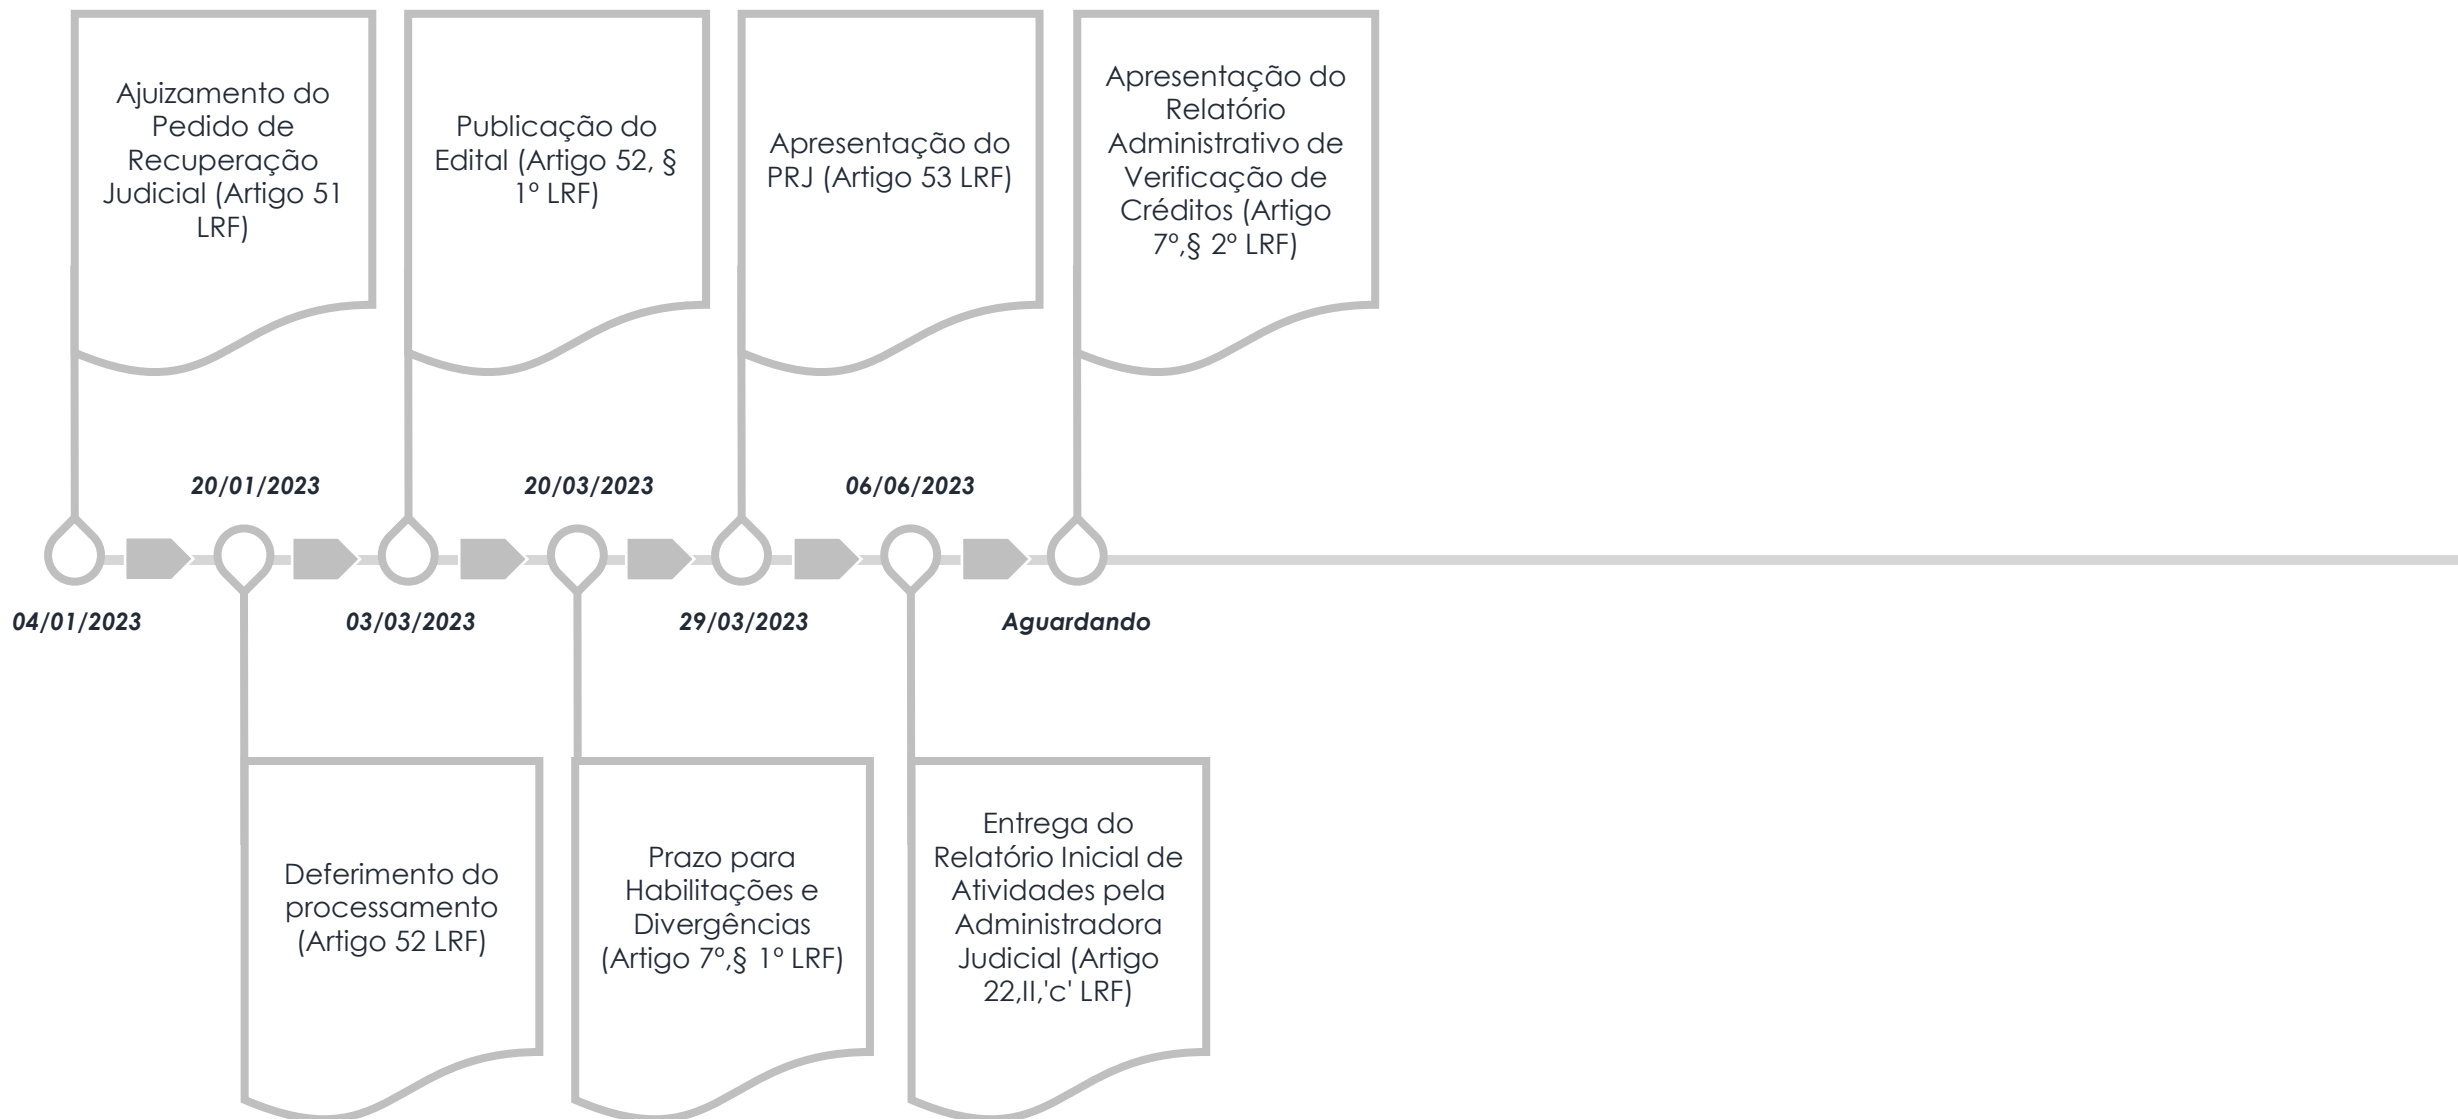 Ajuizamento do
Pedido de
Recuperação
Judicial (Artigo 51
LRF)
Publicação do
Edital (Artigo 52, §
1º LRF)
Apresentação do
PRJ (Artigo 53 LRF)
Apresentação do
Relatório
Administrativo de
Verificação de
Créditos (Artigo
7º,§ 2º LRF)
20/01/2023
20/03/2023
06/06/2023
04/01/2023
03/03/2023
29/03/2023
Aguardando
Deferimento do
processamento
(Artigo 52 LRF)
Prazo para
Habilitações e
Divergências
(Artigo 7º,§ 1º LRF)
Entrega do
Relatório Inicial de
Atividades pela
Administradora
Judicial (Artigo
22,II,'c' LRF)